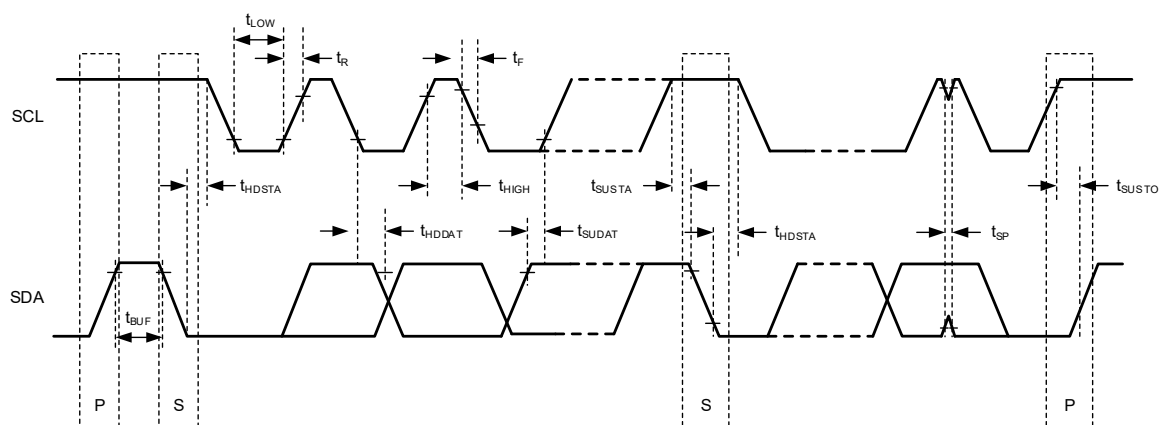 tLOW
tR
tF
SCL
tHDSTA
tHIGH
tSUSTA
tSUSTO
tHDDAT
tSUDAT
tHDSTA
tSP
SDA
tBUF
P
S
S
P